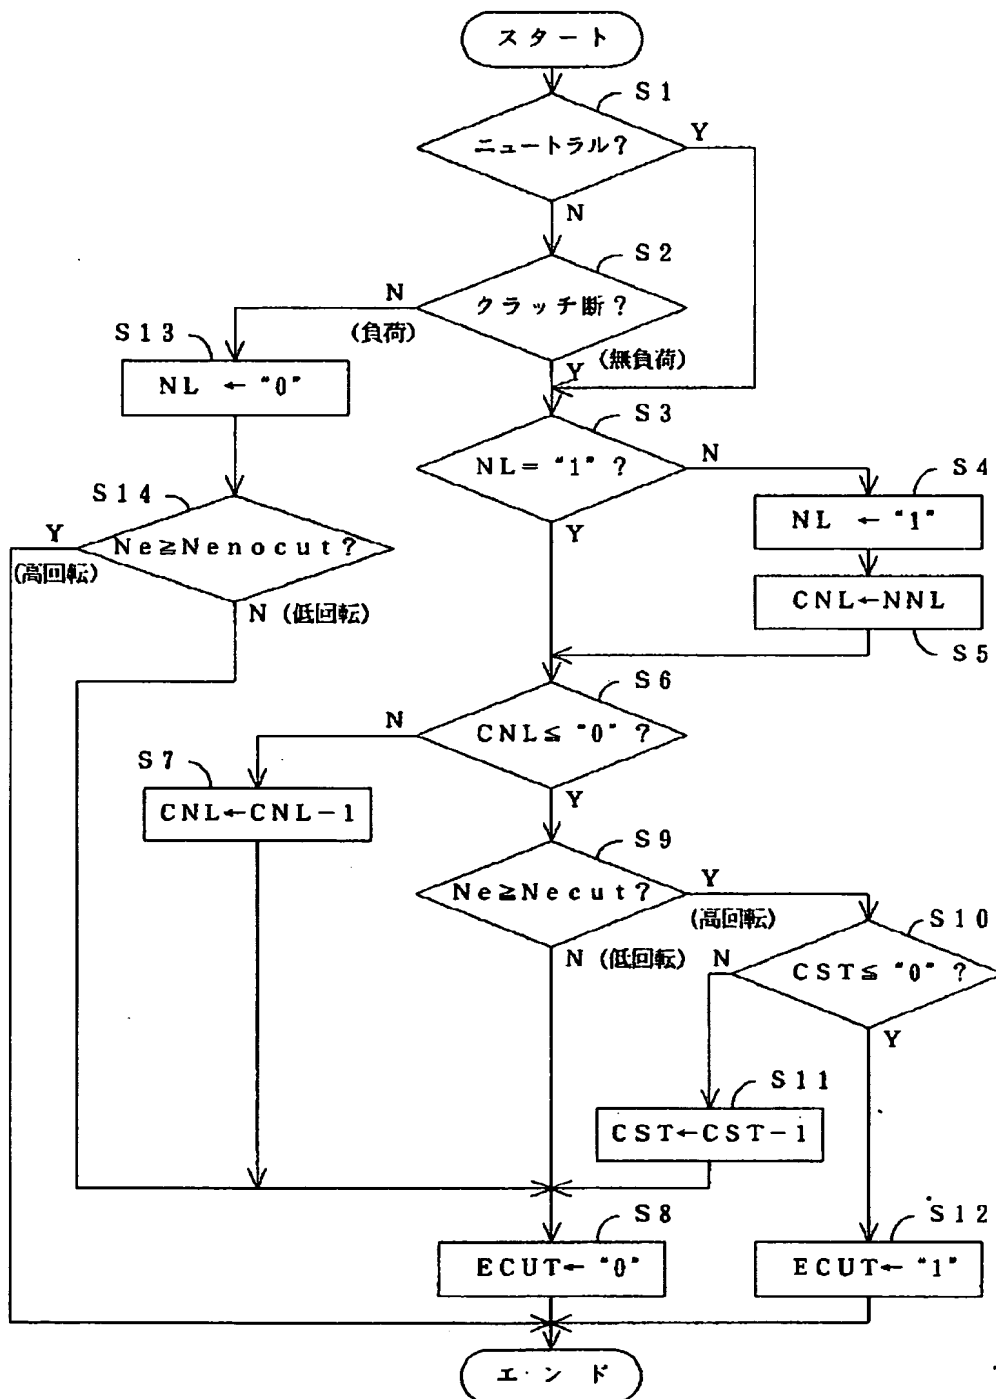 スタート
S1
ニュートラル?
Y
N
S2
クラッチ断?
N
(負荷)
Y
(無負荷)
S13
NL ← "0"
S3
NL= "1" ?
N
Y
S4
NL ← "1"
S14
Ne≧Nenocut?
Y
(高回転)
N (低回転)
CNL←NNL
S5
S6
CNL≦ "0" ?
N
Y
S7
CNL←CNL-1
S9
Ne≧Necut?
Y
(高回転)
N (低回転)
S10
CST≦ "0" ?
N
Y
S11
CST←CST-1
S8
ECUT← "0"
S12
ECUT← "1"
エンド